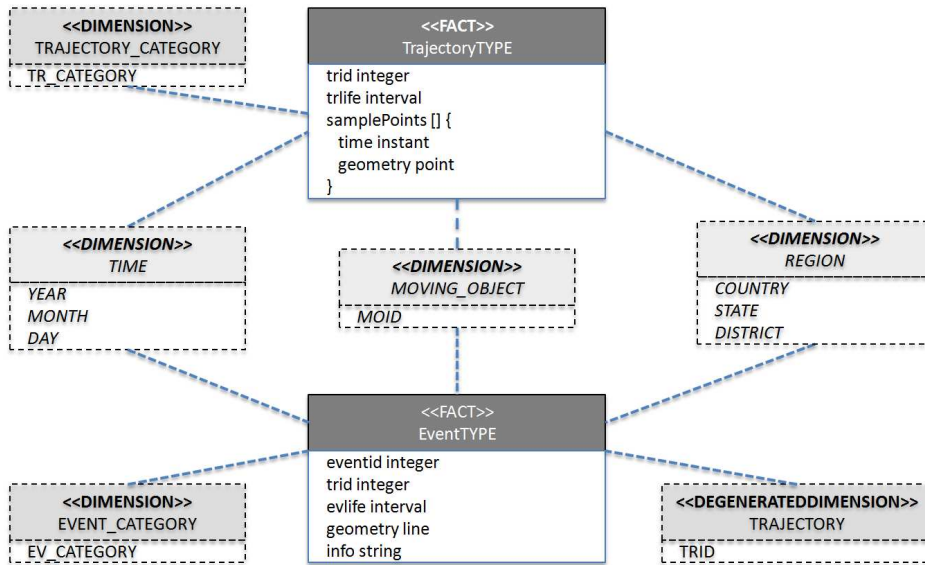 <<DIMENSION>>
TRAJECTORY_CATEGORY
TR_CATEGORY
<<FACT>>
TrajectoryTYPE
trid integer
trlife interval
samplePoints [] {
time instant
geometry point
}
<<DIMENSION>>
TIME
YEAR
MONTH
DAY
<<DIMENSION>>
MOVING_OBJECT
MOID
<<DIMENSION>>
REGION
COUNTRY
STATE
DISTRICT
<<FACT>>
EventTYPE
eventid integer
trid integer
evlife interval
geometry line
info string
<<DIMENSION>>
EVENT_CATEGORY
EV_CATEGORY
<<DEGENERATEDDIMENSION>>
TRAJECTORY
TRID